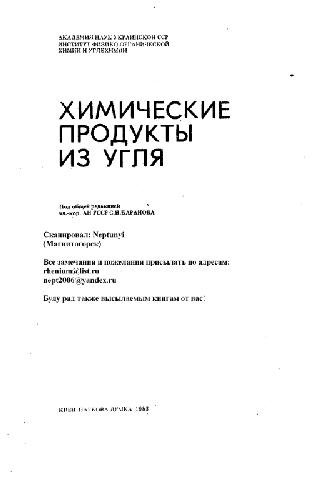 АКАДЕМИЯ НАУК УКРАИНСКОЙ ССР
ИНСТИТУТ ФИЗИКО-ОРГАНИЧЕСКОЙ
ХИМИИ И УГЛЕХИМИИ
ХИМИЧЕСКИЕ
ПРОДУКТЫ
ИЗ УГЛЯ
Под общей редакцией
чл.-кор. АН УССР С.Н.БАРАНОВА
Сканировал: Neptunyi
(Магнитогорск)
Все замечания и пожелания присылать по адресам:
rhenium@list.ru
nept2006@yandex.ru
Буду рад также высылаемым книгам от вас!
КИЕВ НАУКОВА ДУМКА